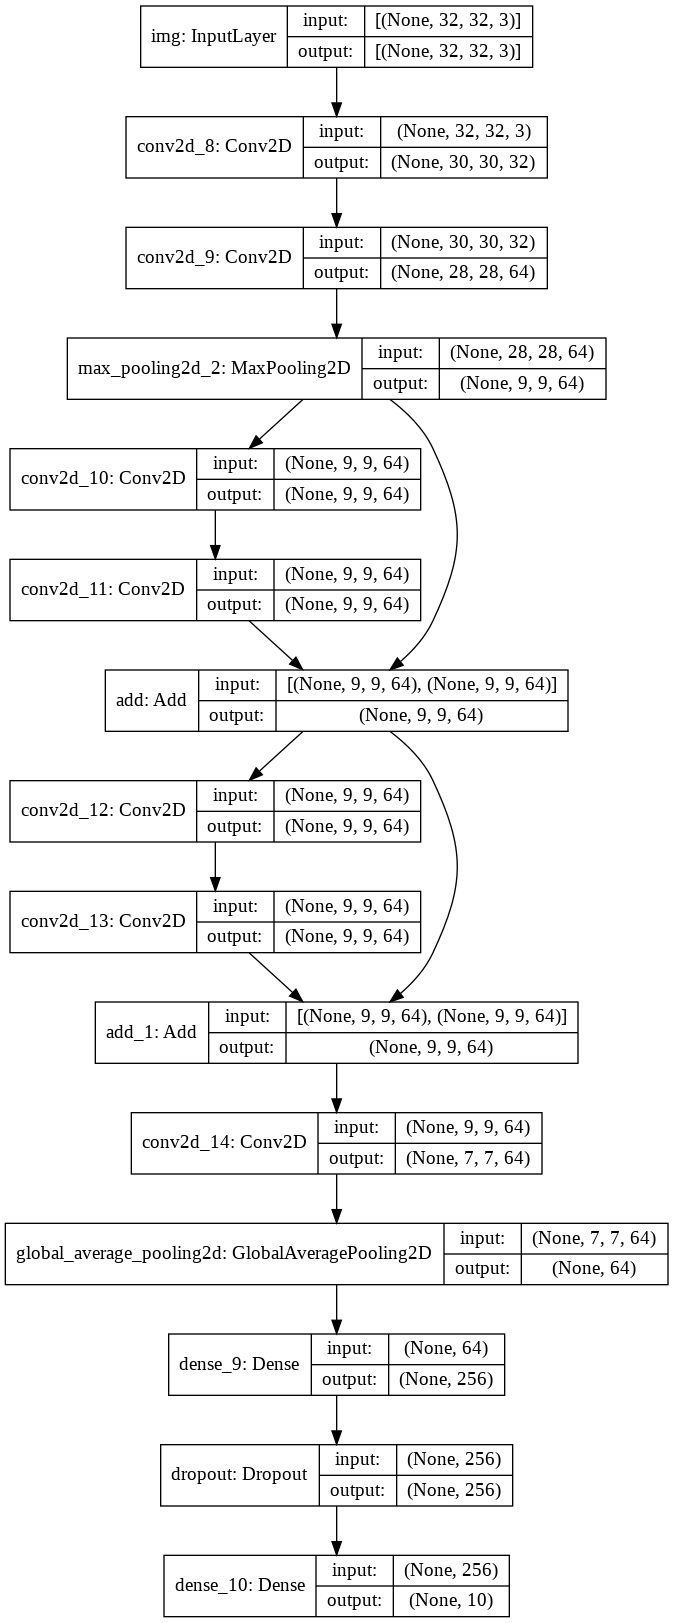 img: InputLayer
input:
[(None, 32, 32, 3)]
output:
[(None, 32, 32, 3)]
conv2d_8: Conv2D
input:
(None, 32, 32, 3)
output:
(None, 30, 30, 32)
conv2d_9: Conv2D
input:
(None, 30, 30, 32)
output:
(None, 28, 28, 64)
max_pooling2d_2: MaxPooling2D
input:
(None, 28, 28, 64)
output:
(None, 9, 9, 64)
conv2d_10: Conv2D
input:
(None, 9, 9, 64)
output:
(None, 9, 9, 64)
conv2d_11: Conv2D
input:
(None, 9, 9, 64)
output:
(None, 9, 9, 64)
add: Add
input:
[(None, 9, 9, 64), (None, 9, 9, 64)]
output:
(None, 9, 9, 64)
conv2d_12: Conv2D
input:
(None, 9, 9, 64)
output:
(None, 9, 9, 64)
conv2d_13: Conv2D
input:
(None, 9, 9, 64)
output:
(None, 9, 9, 64)
add_1: Add
input:
[(None, 9, 9, 64), (None, 9, 9, 64)]
output:
(None, 9, 9, 64)
conv2d_14: Conv2D
input:
(None, 9, 9, 64)
output:
(None, 7, 7, 64)
global_average_pooling2d: GlobalAveragePooling2D
input:
(None, 7, 7, 64)
output:
(None, 64)
dense_9: Dense
input:
(None, 64)
output:
(None, 256)
dropout: Dropout
input:
(None, 256)
output:
(None, 256)
dense_10: Dense
input:
(None, 256)
output:
(None, 10)